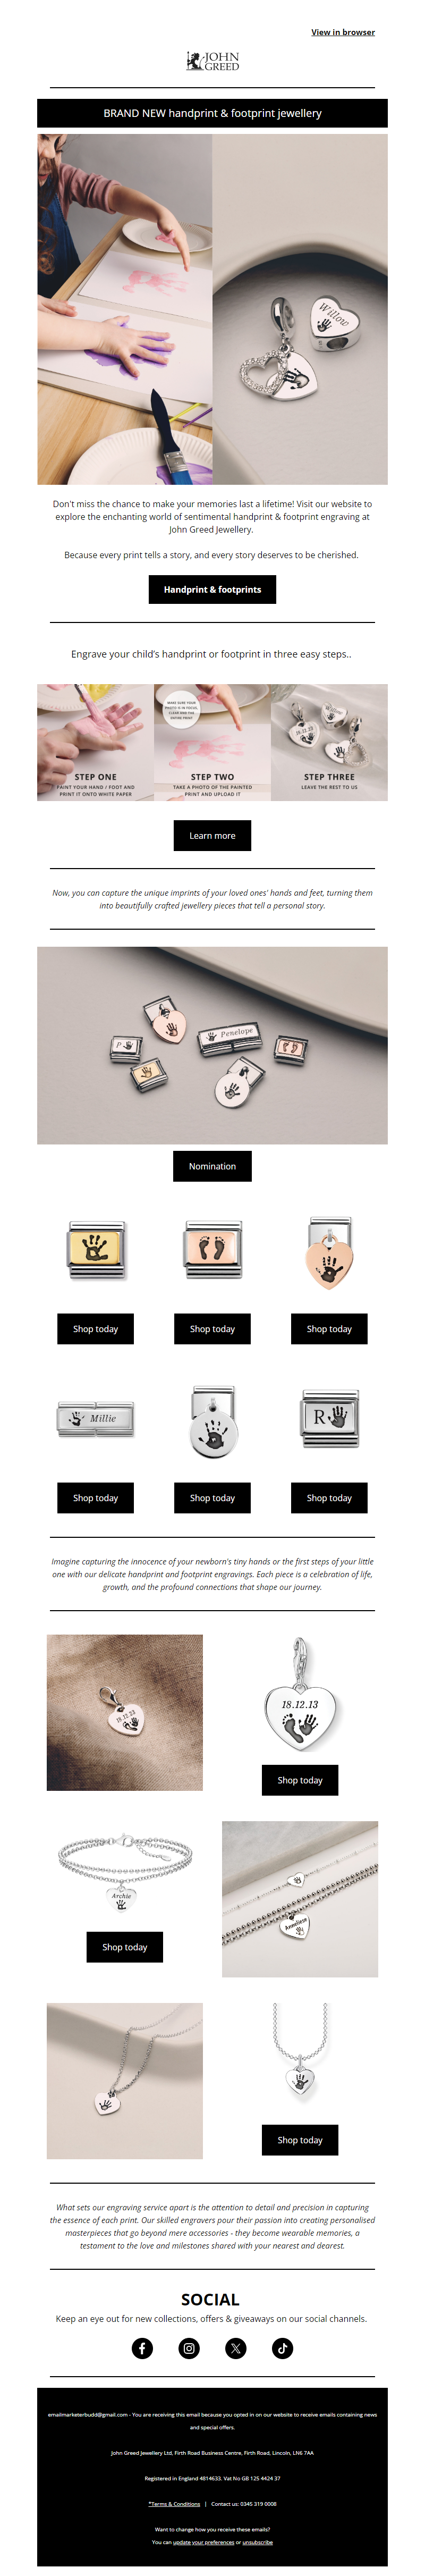 View in browser
JOHN
GREED
BRAND NEW handprint & footprint jewellery
Willow
Don't miss the chance to make your memories last a lifetime! Visit our website to
explore the enchanting world of sentimental handprint & footprint engraving at
John Greed Jewellery.
Because every print tells a story, and every story deserves to be cherished.
Handprint & footprints
Engrave your child's handprint or footprint in three easy steps..
MAKE SURE YOUR
PHOTO IS IN FOCUS,
CLEAR AND THE
ENTIRE PRINT
STEP ONE
PAINT YOUR HAND / FOOT AND
PRINT IT ONTO WHITE PAPER
STEP TWO
TAKE A PHOTO OF THE PAINTED
PRINT AND UPLOAD IT
18.12.13
STEP THREE
LEAVE THE REST TO US
Learn more
Now, you can capture the unique imprints of your loved ones' hands and feet, turning them
into beautifully crafted jewellery pieces that tell a personal story.
P
Penelope
Nomination
Shop today
Shop today
Shop today
Millie
R
Shop today
Shop today
Shop today
Imagine capturing the innocence of your newborn's tiny hands or the first steps of your little
one with our delicate handprint and footprint engravings. Each piece is a celebration of life,
growth, and the profound connections that shape our journey.
18.12.13
18.12.13
Shop today
Archie
Shop today
Anneliese
Shop today
What sets our engraving service apart is the attention to detail and precision in capturing
the essence of each print. Our skilled engravers pour their passion into creating personalised
masterpieces that go beyond mere accessories - they become wearable memories, a
testament to the love and milestones shared with your nearest and dearest.
SOCIAL
Keep an eye out for new collections, offers & giveaways on our social channels.
emailmarketerbudd@gmail.com - You are receiving this email because you opted in on our website to receive emails containing news
and special offers.
John Greed Jewellery Ltd, Firth Road Business Centre, Firth Road, Lincoln, LN6 7AA
Registered in England 4814633. Vat No GB 125 4424 37
*Terms & Conditions | Contact us: 0345 319 0008
Want to change how you receive these emails?
You can update your preferences or unsubscribe